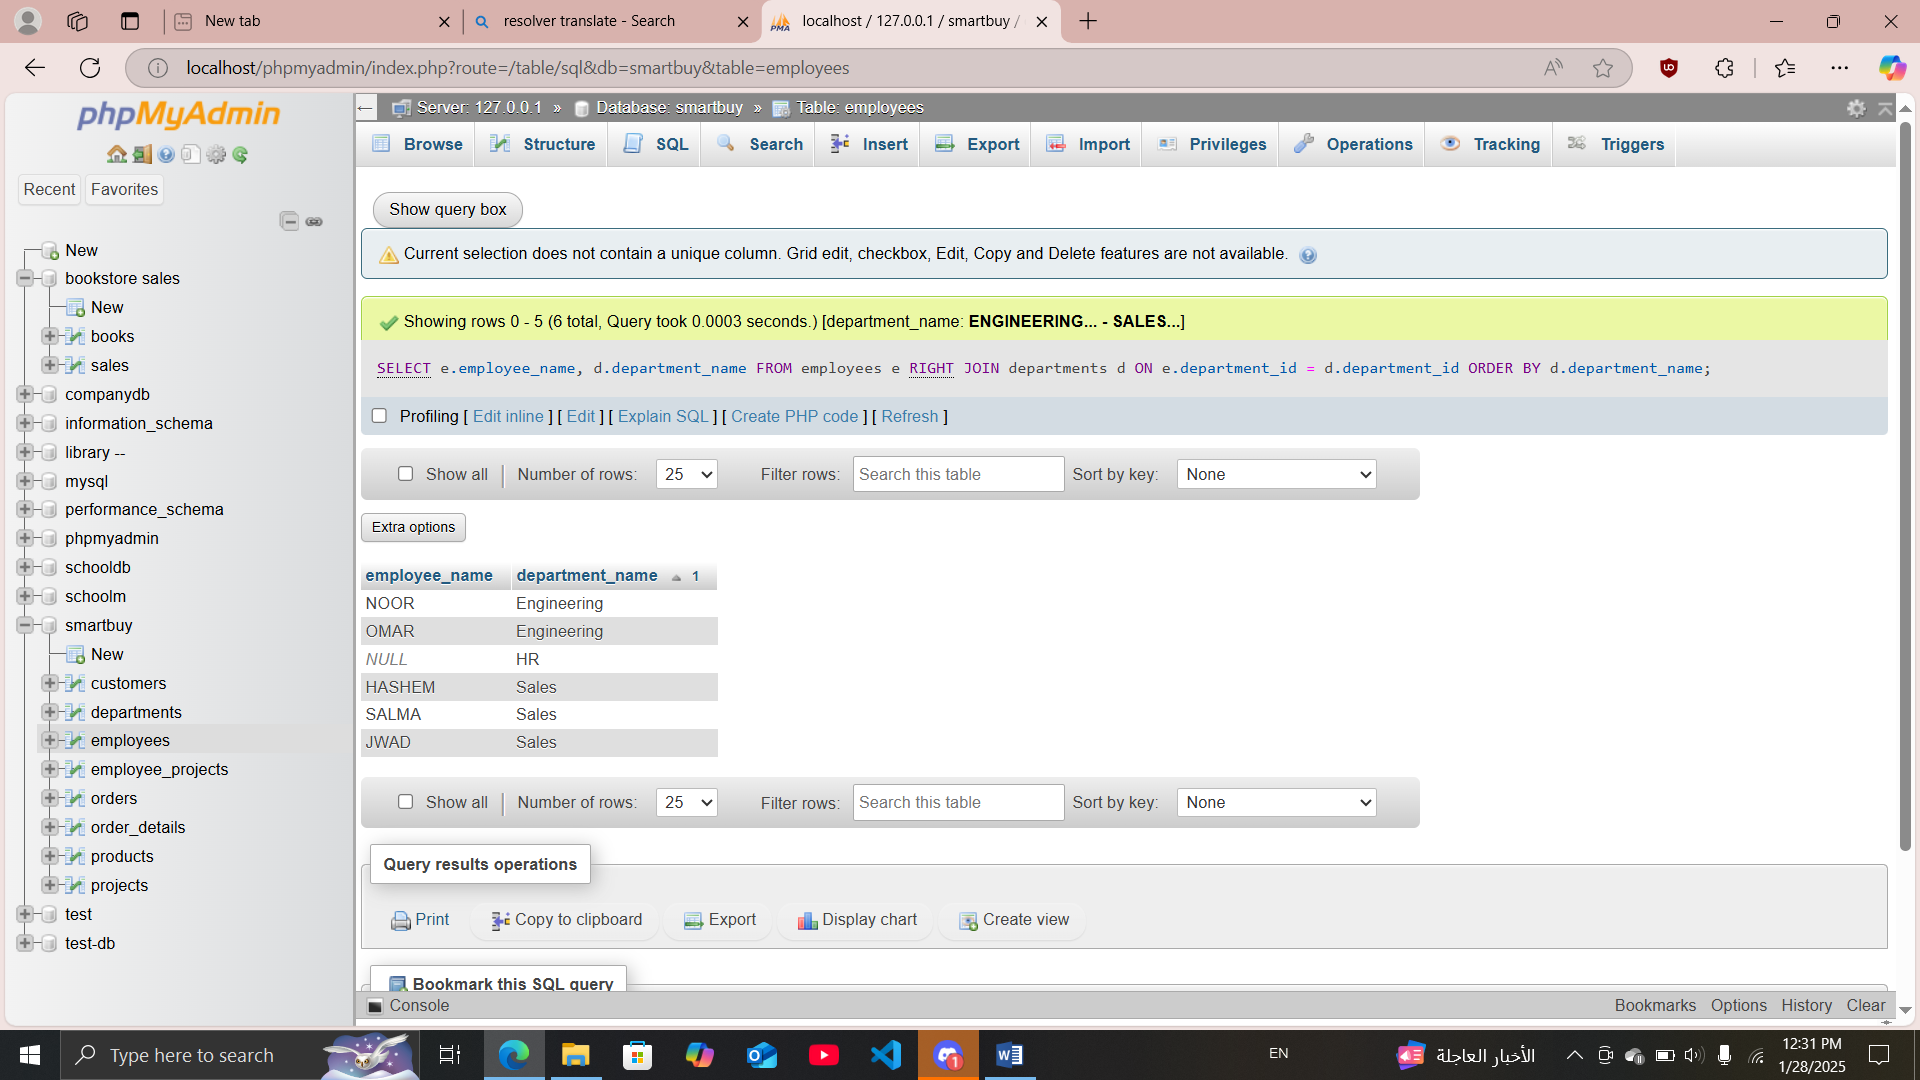 New tab
resolver translate - Search
localhost / 127.0.0.1 / smartbuy /
localhost/phpmyadmin/index.php?route=/table/sql&db=smartbuy&table=employees
phpMyAdmin
Recent
Favorites
New
bookstore sales
New
books
sales
companydb
information_schema
library --
mysql
performance_schema
phpmyadmin
schooldb
schoolm
smartbuy
New
customers
departments
employees
employee_projects
orders
order_details
products
projects
test
test-db
Server: 127.0.0.1 » Database: smartbuy » Table: employees
Browse Structure SQL Search Insert Export Import Privileges Operations Tracking Triggers
Show query box
Current selection does not contain a unique column. Grid edit, checkbox, Edit, Copy and Delete features are not available.
Showing rows 0 - 5 (6 total, Query took 0.0003 seconds.) [department_name: ENGINEERING... - SALES...]
SELECT e.employee_name, d.department_name FROM employees e RIGHT JOIN departments d ON e.department_id = d.department_id ORDER BY d.department_name;
Profiling [ Edit inline ] [ Edit ] [ Explain SQL ] [ Create PHP code ] [ Refresh ]
Show all Number of rows: 25 Filter rows: Search this table Sort by key: None
Extra options
employee_name department_name 1
NOOR Engineering
OMAR Engineering
NULL HR
HASHEM Sales
SALMA Sales
JWAD Sales
Show all Number of rows: 25 Filter rows: Search this table Sort by key: None
Query results operations
Print Copy to clipboard Export Display chart Create view
Bookmark this SQL query
Console Bookmarks Options History Clear
Type here to search
1
EN
الأخبار العاجلة
12:31 PM
1/28/2025